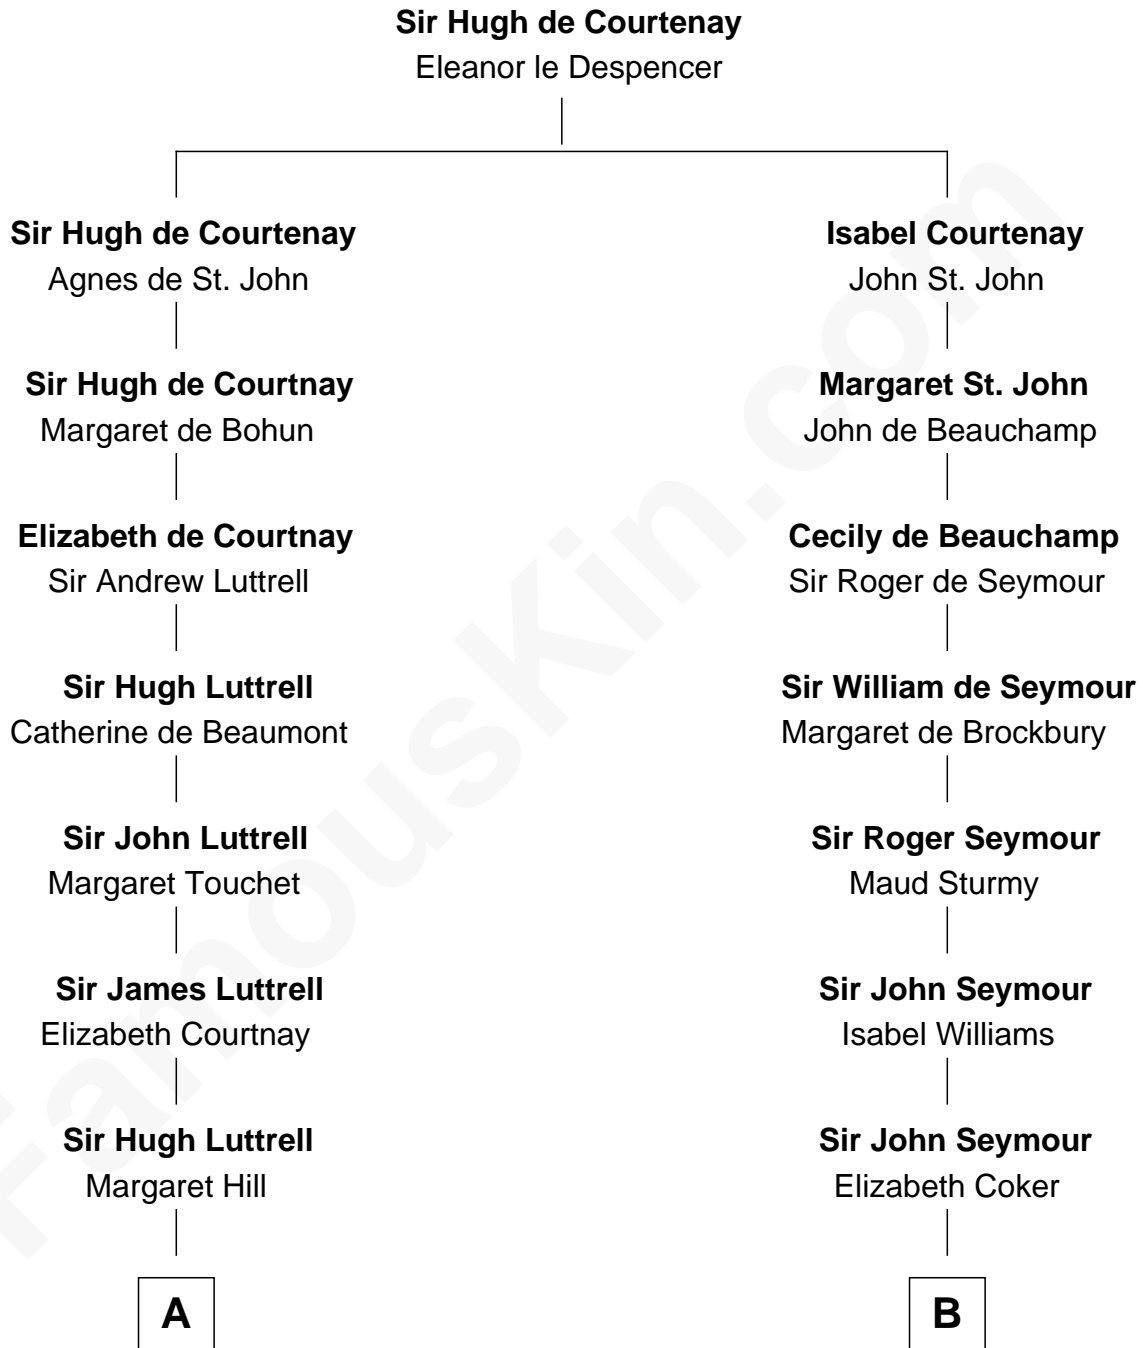 Sir Hugh de Courtenay
Eleanor le Despencer
Sir Hugh de Courtenay
Agnes de St. John
Isabel Courtenay
John St. John
Sir Hugh de Courtnay
Margaret de Bohun
Margaret St. John
John de Beauchamp
Elizabeth de Courtnay
Sir Andrew Luttrell
Cecily de Beauchamp
Sir Roger de Seymour
Sir Hugh Luttrell
Catherine de Beaumont
Sir William de Seymour
Margaret de Brockbury
Sir John Luttrell
Margaret Touchet
Sir Roger Seymour
Maud Sturmy
Sir James Luttrell
Elizabeth Courtnay
Sir John Seymour
Isabel Williams
Sir Hugh Luttrell
Margaret Hill
Sir John Seymour
Elizabeth Coker
A
B
FamousKin.com